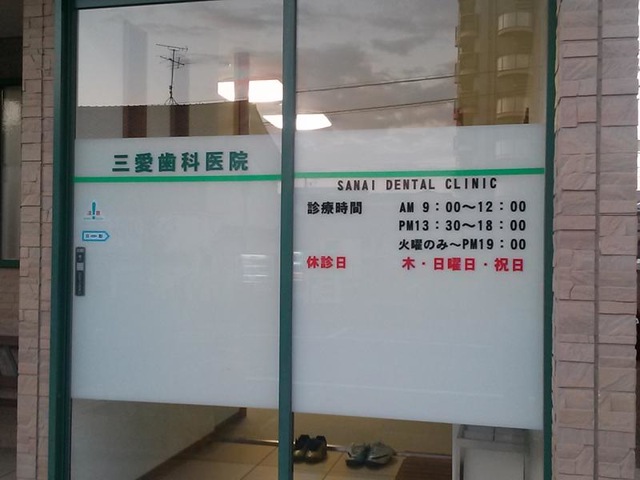 三愛歯科医院
SANAI DENTAL CLINIC
診療時間 AM 9:00～12:00
PM13:30～18:00
火曜のみ～PM19:00
休診日 木・日曜日・祝日